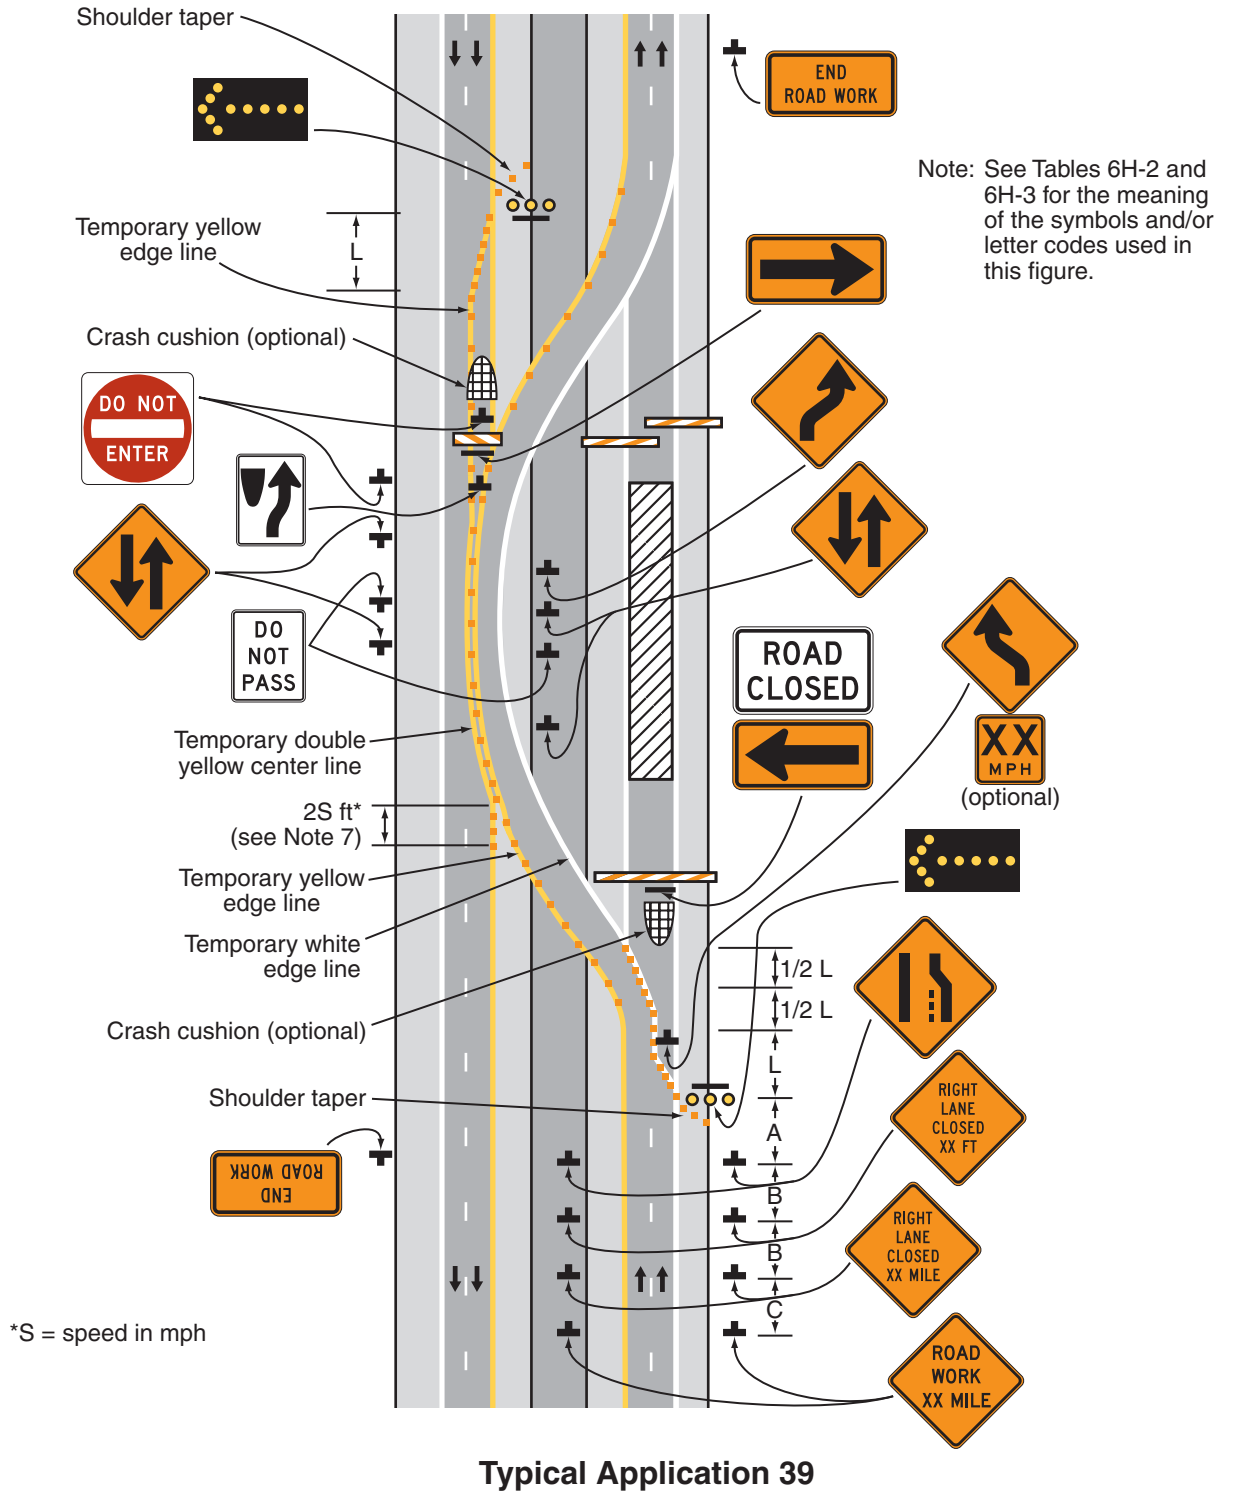 Shoulder taper
END
ROAD WORK
Note: See Tables 6H-2 and
6H-3 for the meaning
of the symbols and/or
letter codes used in
this figure.
Temporary yellow
edge line
L
Crash cushion (optional)
DO NOT
ENTER
DO
NOT
PASS
ROAD
CLOSED
XX
MPH
(optional)
Temporary double
yellow center line
2S ft*
(see Note 7)
Temporary yellow
edge line
Temporary white
edge line
1/2 L
1/2 L
Crash cushion (optional)
L
Shoulder taper
A
RIGHT
LANE
CLOSED
XX FT
END
ROAD WORK
B
RIGHT
LANE
CLOSED
XX MILE
B
C
*S = speed in mph
ROAD
WORK
XX MILE
Typical Application 39